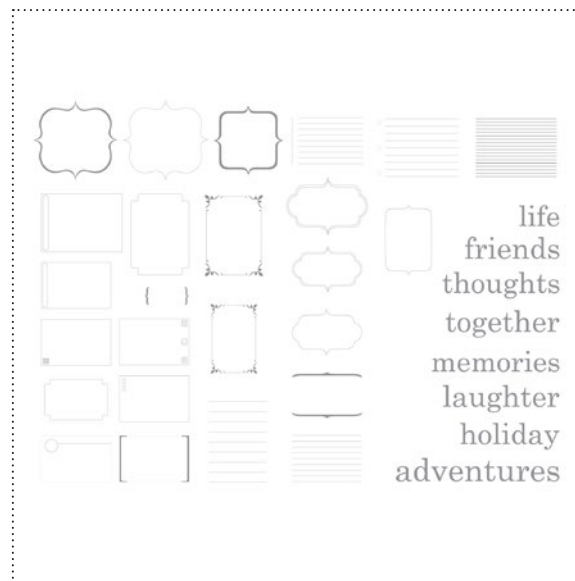 life
friends
thoughts
together
memories
laughter
holiday
adventures